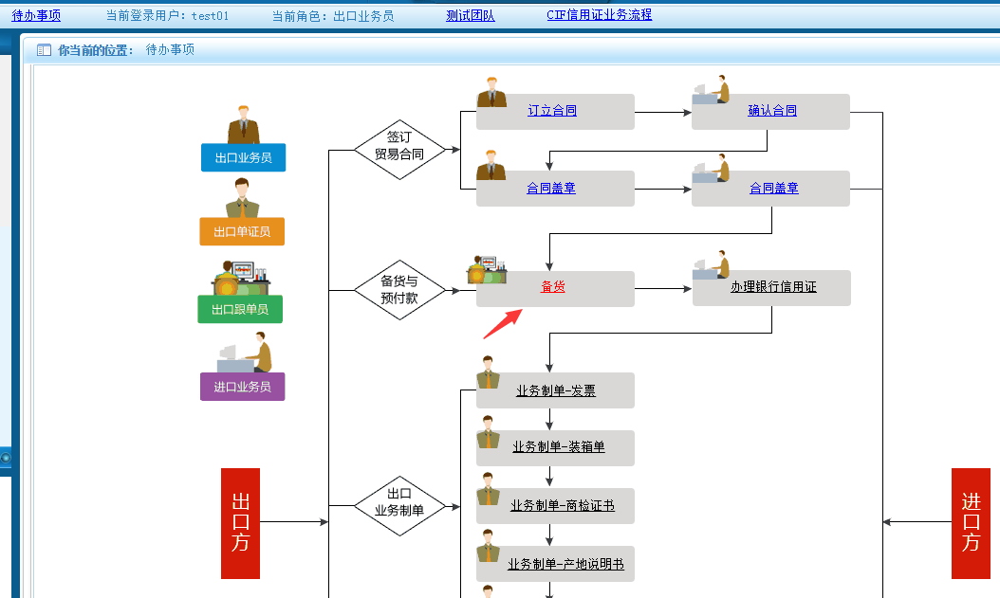 待办事项 当前登录用户：test01 当前角色：出口业务员 测试团队 CIF信用证业务流程
你当前的位置： 待办事项
出口业务员
出口单证员
出口跟单员
进口业务员
签订
贸易合同
订立合同
确认合同
合同盖章
合同盖章
备货与
预付款
备货
办理银行信用证
业务制单-发票
业务制单-装箱单
出口
业务制单
业务制单-商检证书
业务制单-产地说明书
出口方
进口方